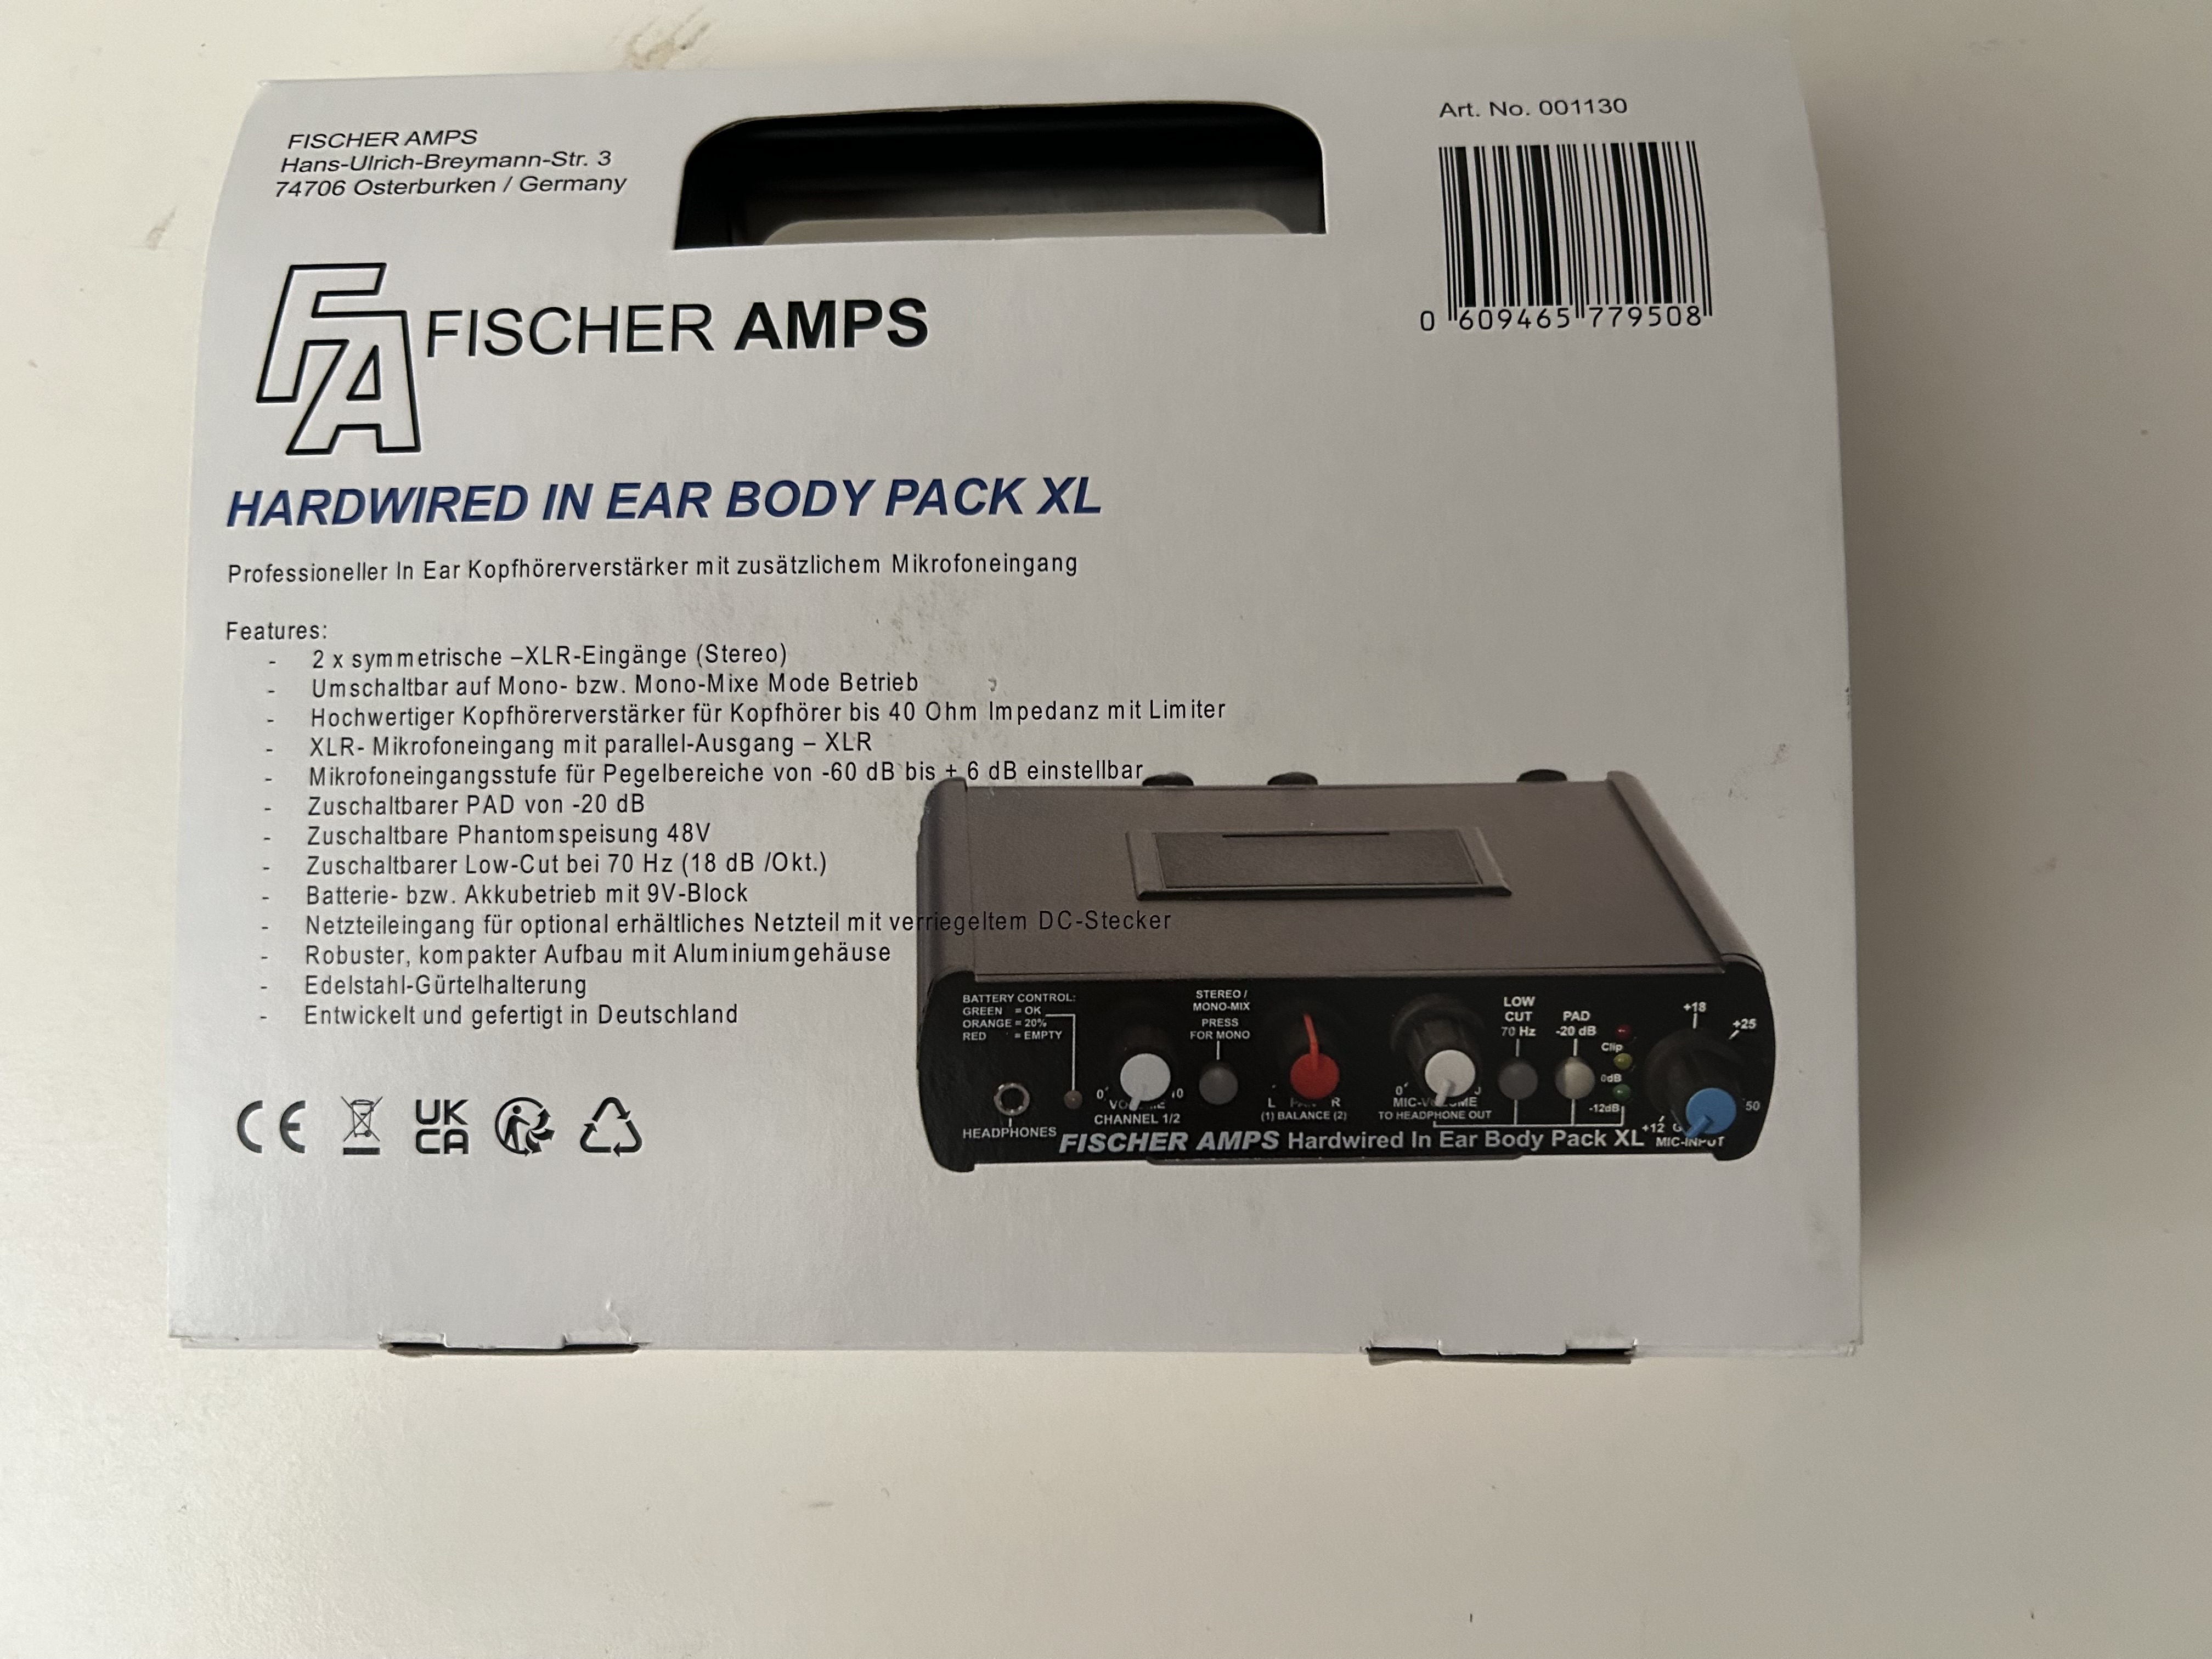 FISCHER AMPS
Hans-Ulrich-Breymann-Str. 3
74706 Osterburken / Germany
Art. No. 001130
0 609465 779508
FA
FISCHER AMPS
HARDWIRED IN EAR BODY PACK XL
Professioneller In Ear Kopfhörerverstärker mit zusätzlichem Mikrofoneingang
Features:
- 2 x symmetrische –XLR-Eingänge (Stereo)
- Umschaltbar auf Mono- bzw. Mono-Mixe Mode Betrieb
- Hochwertiger Kopfhörerverstärker für Kopfhörer bis 40 Ohm Impedanz mit Limiter
- XLR- Mikrofoneingang mit parallel-Ausgang – XLR
- Mikrofoneingangsstufe für Pegelbereiche von -60 dB bis + 6 dB einstellbar
- Zuschaltbarer PAD von -20 dB
- Zuschaltbare Phantomspeisung 48V
- Zuschaltbarer Low-Cut bei 70 Hz (18 dB /Okt.)
- Batterie- bzw. Akkubetrieb mit 9V-Block
- Netzteileingang für optional erhältliches Netzteil mit verriegeltem DC-Stecker
- Robuster, kompakter Aufbau mit Aluminiumgehäuse
- Edelstahl-Gürtelhalterung
- Entwickelt und gefertigt in Deutschland
CE
UK
CA
BATTERY CONTROL:
GREEN = OK
ORANGE = 20%
RED = EMPTY
HEADPHONES
0 10
CHANNEL 1/2
STEREO /
MONO-MIX
PRESS
FOR MONO
L R
(1) BALANCE (2)
0
TO HEADPHONE OUT
LOW
CUT
70 Hz
PAD
-20 dB
Clip
0dB
-12dB
+18
+25
50
+12
MIC-INPUT
FISCHER AMPS Hardwired In Ear Body Pack XL